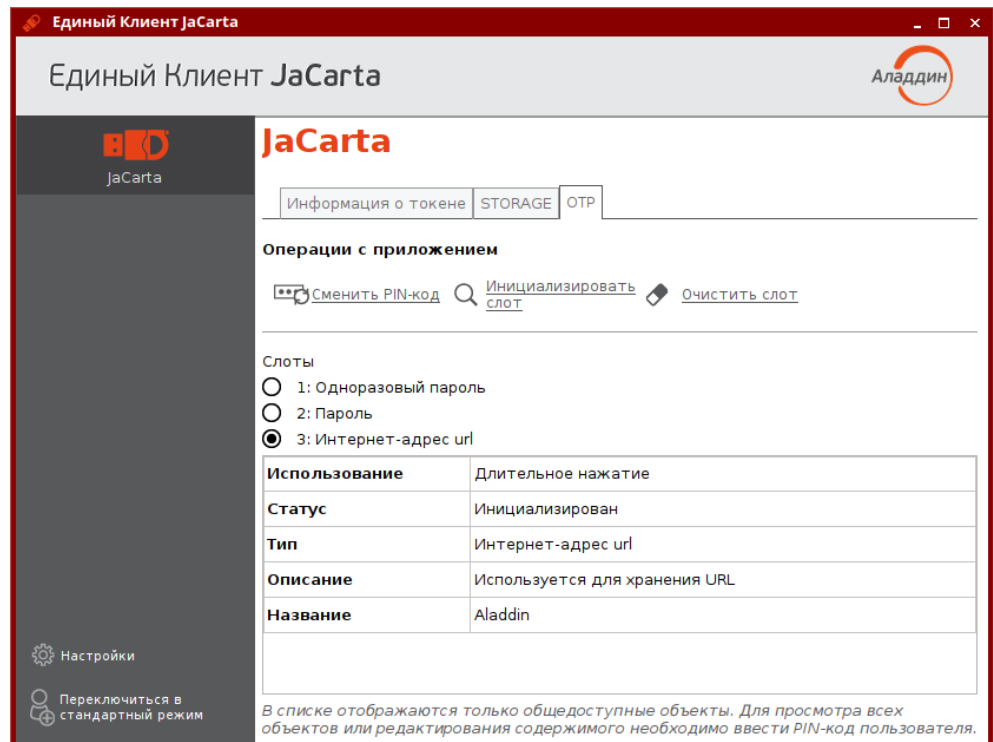 Единый Клиент JaCarta
Единый Клиент JaCarta
Аладдин
JaCarta
JaCarta
Информация о токене STORAGE OTP
Операции с приложением
Сменить PIN-код Инициализировать слот Очистить слот
Слоты
1: Одноразовый пароль
2: Пароль
3: Интернет-адрес url
Использование Длительное нажатие
Статус Инициализирован
Тип Интернет-адрес url
Описание Используется для хранения URL
Название Aladdin
Настройки
Переключиться в
стандартный режим
В списке отображаются только общедоступные объекты. Для просмотра всех
объектов или редактирования содержимого необходимо ввести PIN-код пользователя.